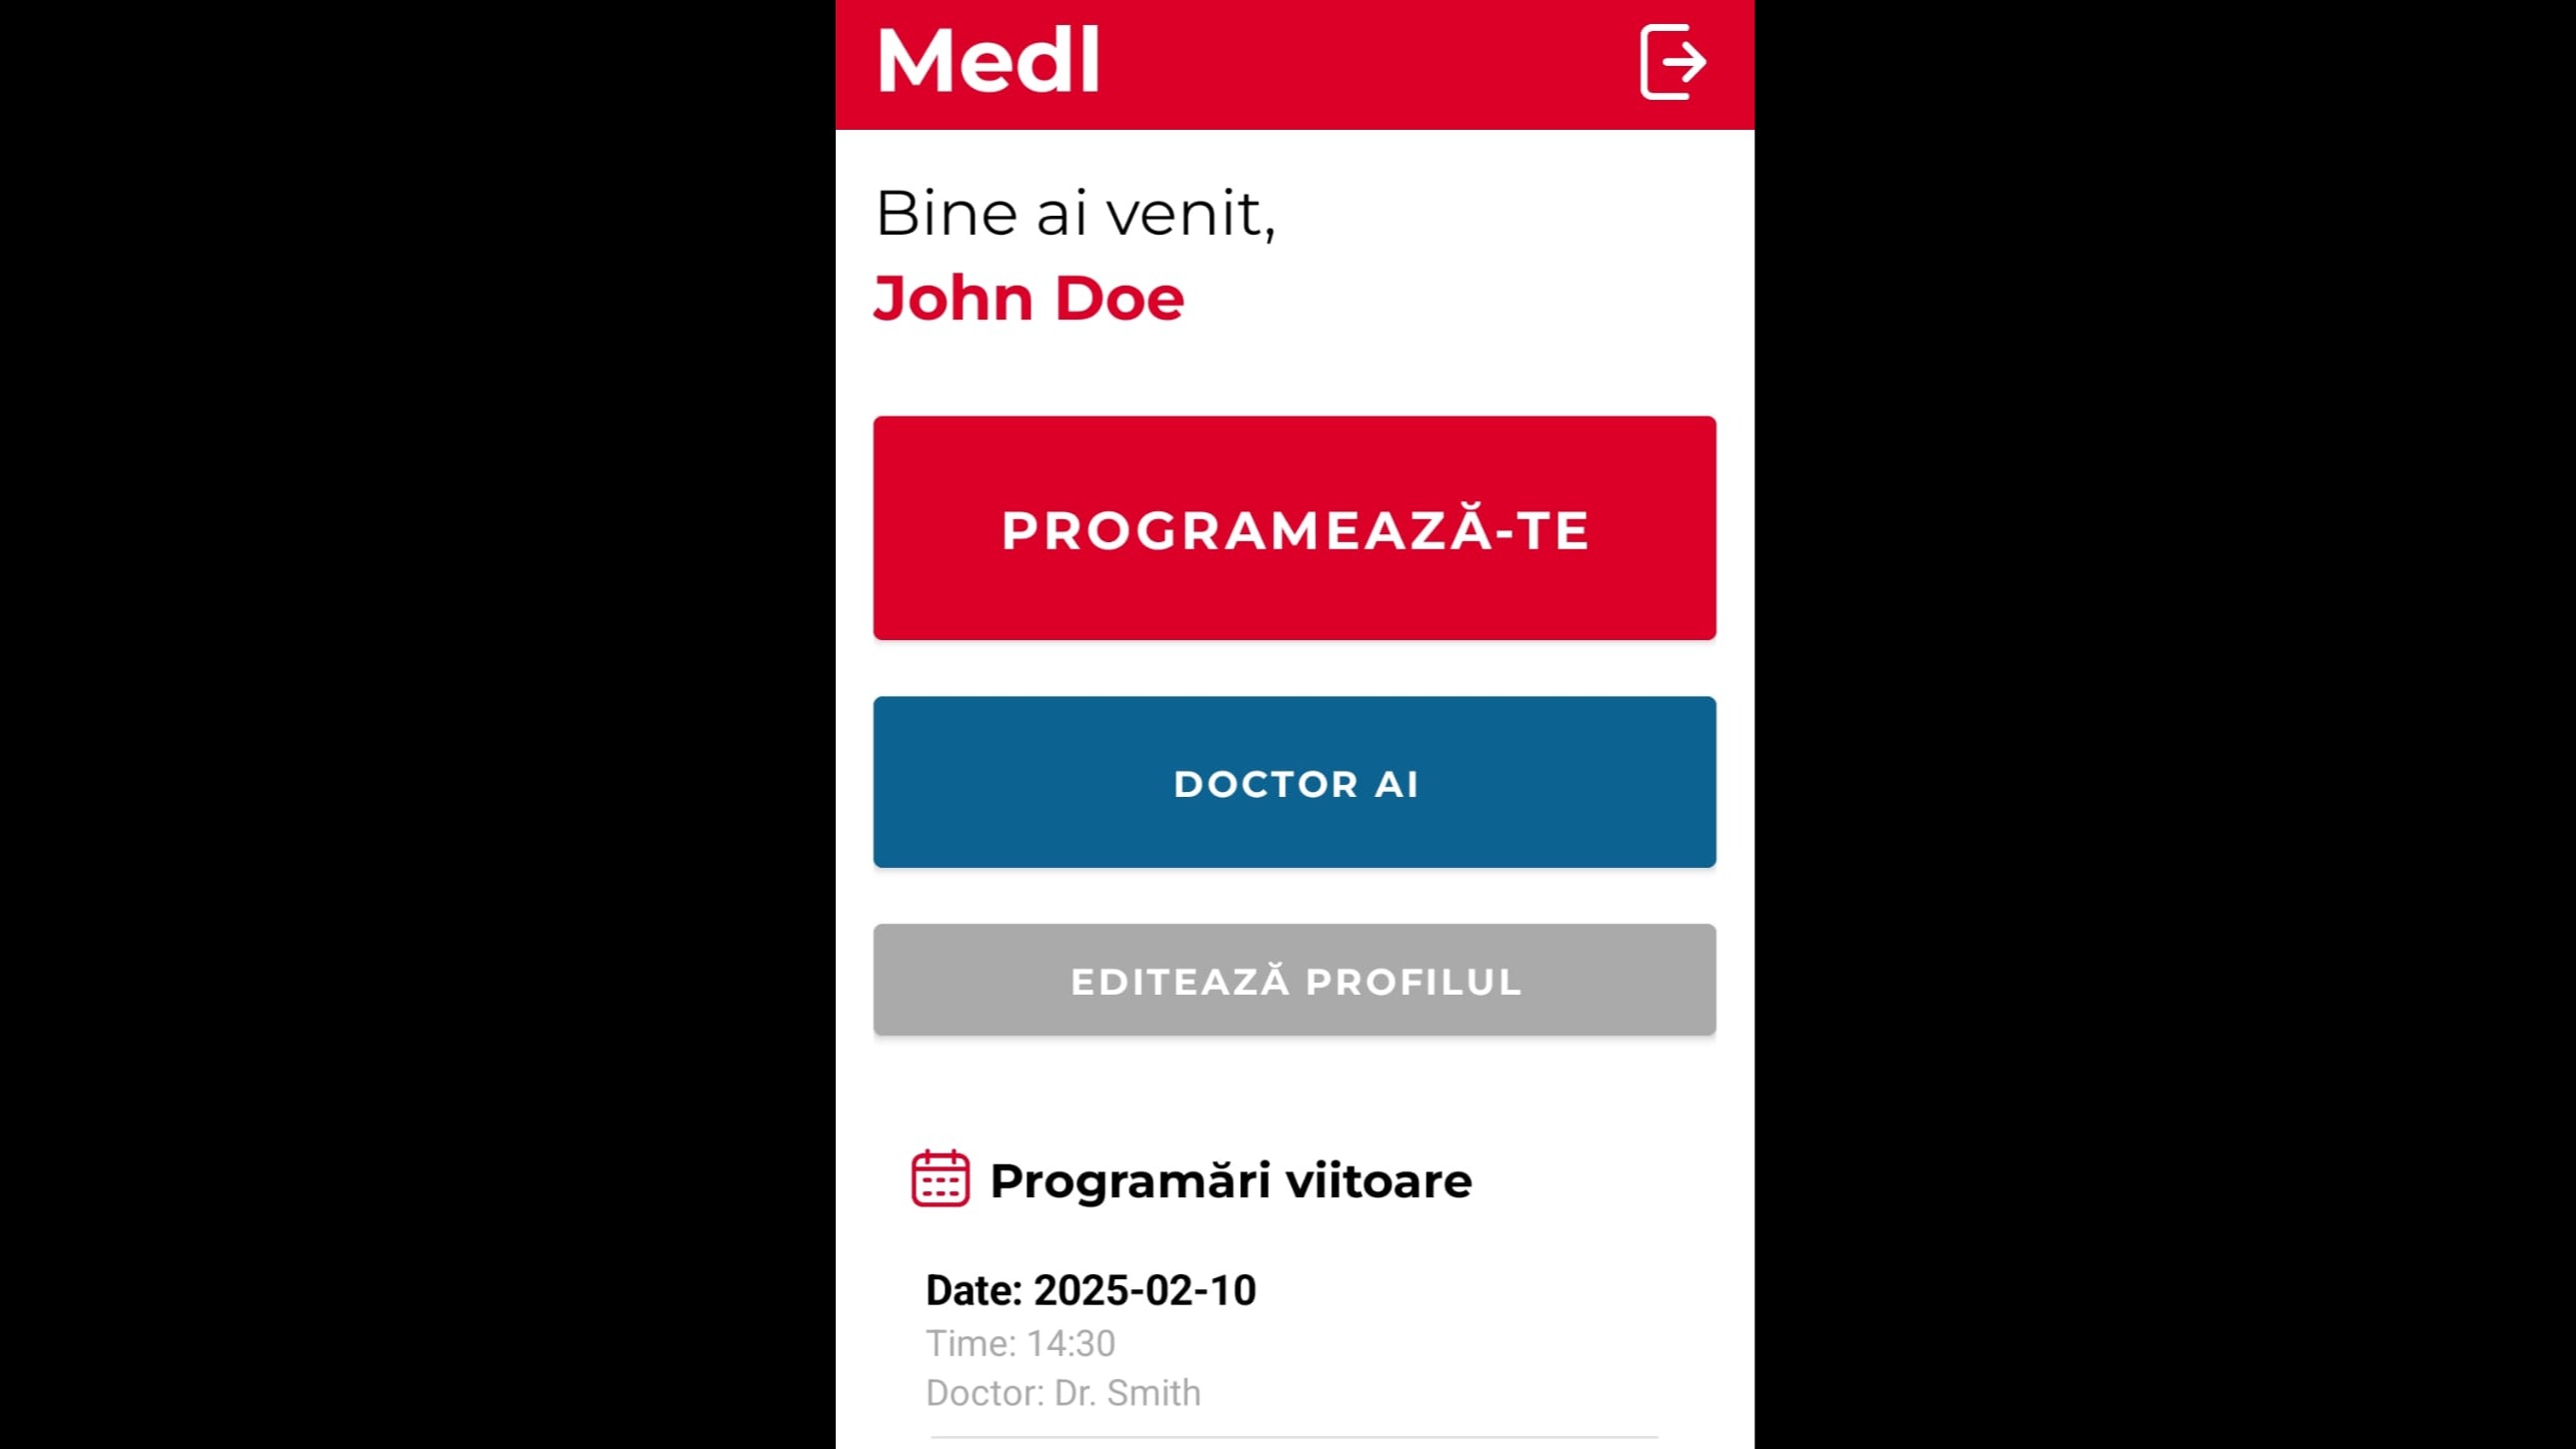 Medl
Bine ai venit,
John Doe
PROGRAMEAZĂ-TE
DOCTOR AI
EDITEAZĂ PROFILUL
Programări viitoare
Date: 2025-02-10
Time: 14:30
Doctor: Dr. Smith